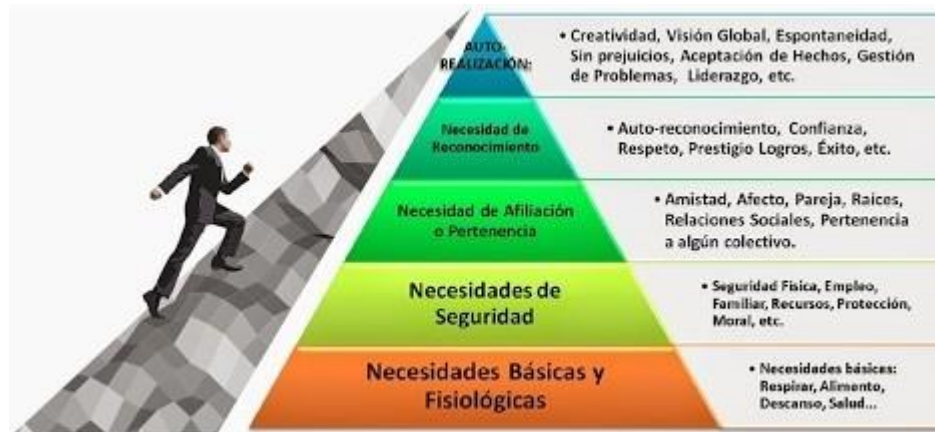 AUTO-
REALIZACIÓN:
• Creatividad, Visión Global, Espontaneidad,
Sin prejuicios, Aceptación de Hechos, Gestión
de Problemas, Liderazgo, etc.
Necesidad de
Reconocimiento
• Auto-reconocimiento, Confianza,
Respeto, Prestigio Logros, Éxito, etc.
Necesidad de Afiliación
o Pertenencia
• Amistad, Afecto, Pareja, Raices,
Relaciones Sociales, Pertenencia
a algún colectivo.
Necesidades de
Seguridad
• Seguridad Física, Empleo,
Familiar, Recursos, Protección,
Moral, etc.
Necesidades Básicas y
Fisiológicas
• Necesidades básicas:
Respirar, Alimento,
Descanso, Salud...